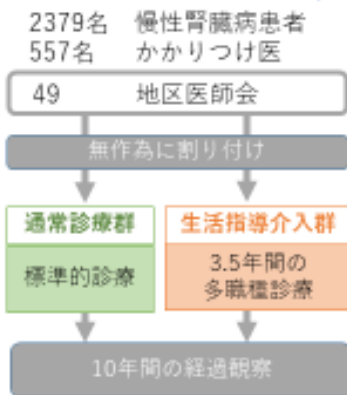 2379名 慢性腎臓病患者
557名 かかりつけ医
49 地区医師会
無作為に割り付け
通常診療群 生活指導介入群
標準的診療 3.5年間の
多職種診療
10年間の経過観察